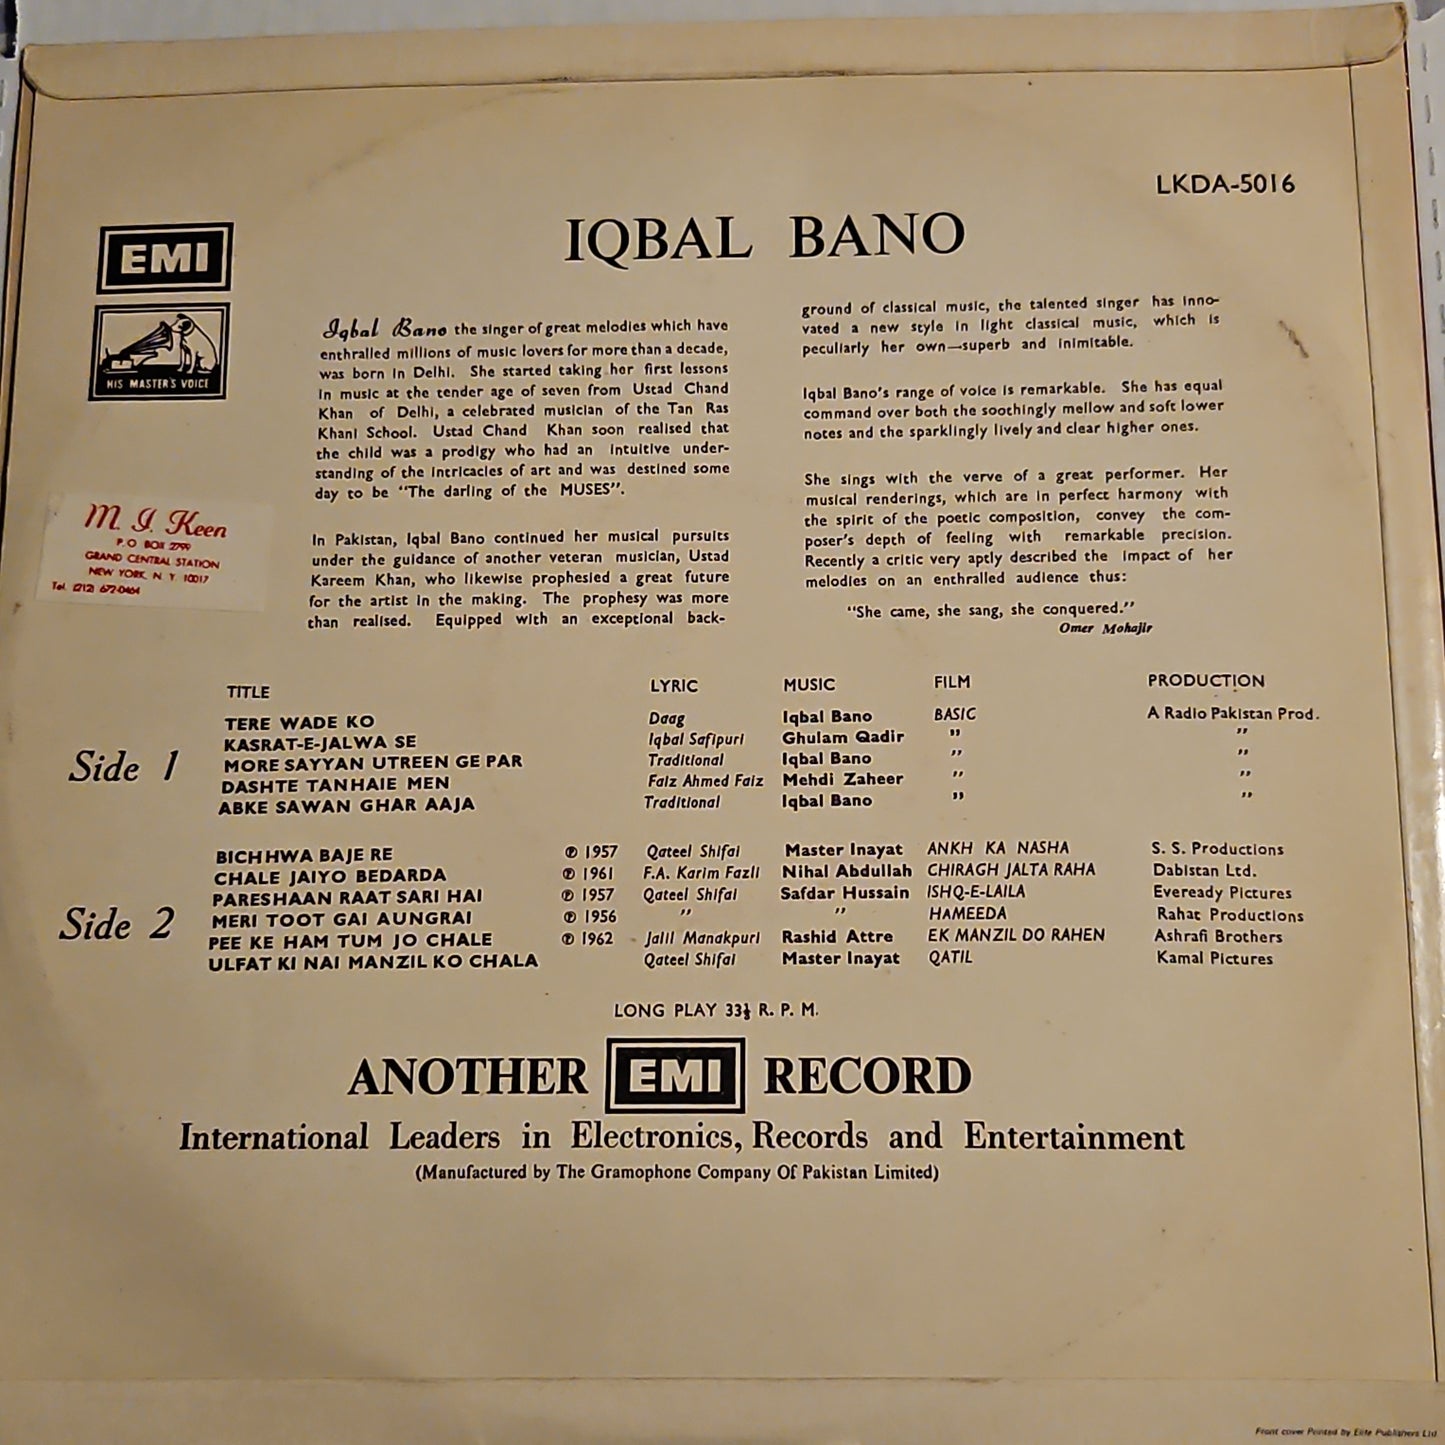 LKDA-5016
IQBAL BANO
EMI
HIS MASTER'S VOICE
Iqbal Bano the singer of great melodies which have
enthralled millions of music lovers for more than a decade,
was born in Delhi. She started taking her first lessons
in music at the tender age of seven from Ustad Chand
Khan of Delhi, a celebrated musician of the Tan Ras
Khani School. Ustad Chand Khan soon realised that
the child was a prodigy who had an intuitive under-
standing of the intricacies of art and was destined some
day to be "The darling of the MUSES".
In Pakistan, Iqbal Bano continued her musical pursuits
under the guidance of another veteran musician, Ustad
Kareem Khan, who likewise prophesied a great future
for the artist in the making. The prophesy was more
than realised. Equipped with an exceptional back-
ground of classical music, the talented singer has inno-
vated a new style in light classical music, which is
peculiarly her own—superb and inimitable.
Iqbal Bano's range of voice is remarkable. She has equal
command over both the soothingly mellow and soft lower
notes and the sparklingly lively and clear higher ones.
She sings with the verve of a great performer. Her
musical renderings, which are in perfect harmony with
the spirit of the poetic composition, convey the com-
poser's depth of feeling with remarkable precision.
Recently a critic very aptly described the impact of her
melodies on an enthralled audience thus:
"She came, she sang, she conquered."
Omer Mohajir
M. J. Keen
P.O BOX 2799
GRAND CENTRAL STATION
NEW YORK, N. Y. 10017
Tel. (212) 672-0464
TITLE LYRIC MUSIC FILM PRODUCTION
Side 1
TERE WADE KO Daag Iqbal Bano BASIC A Radio Pakistan Prod.
KASRAT-E-JALWA SE Iqbal Safipuri Ghulam Qadir " "
MORE SAYYAN UTREEN GE PAR Traditional Iqbal Bano " "
DASHTE TANHAIE MEN Faiz Ahmed Faiz Mehdi Zaheer " "
ABKE SAWAN GHAR AAJA Traditional Iqbal Bano " "
Side 2
BICHHWA BAJE RE ℗ 1957 Qateel Shifai Master Inayat ANKH KA NASHA S. S. Productions
CHALE JAIYO BEDARDA ℗ 1961 F.A. Karim Fazli Nihal Abdullah CHIRAGH JALTA RAHA Dabistan Ltd.
PARESHAAN RAAT SARI HAI ℗ 1957 Qateel Shifai Safdar Hussain ISHQ-E-LAILA Eveready Pictures
MERI TOOT GAI AUNGRAI ℗ 1956 " " HAMEEDA Rahat Productions
PEE KE HAM TUM JO CHALE ℗ 1962 Jalil Manakpuri Rashid Attre EK MANZIL DO RAHEN Ashrafi Brothers
ULFAT KI NAI MANZIL KO CHALA Qateel Shifai Master Inayat QATIL Kamal Pictures
LONG PLAY 33⅓ R. P. M.
ANOTHER EMI RECORD
International Leaders in Electronics, Records and Entertainment
(Manufactured by The Gramophone Company Of Pakistan Limited)
Front cover Printed by Elite Publishers Ltd